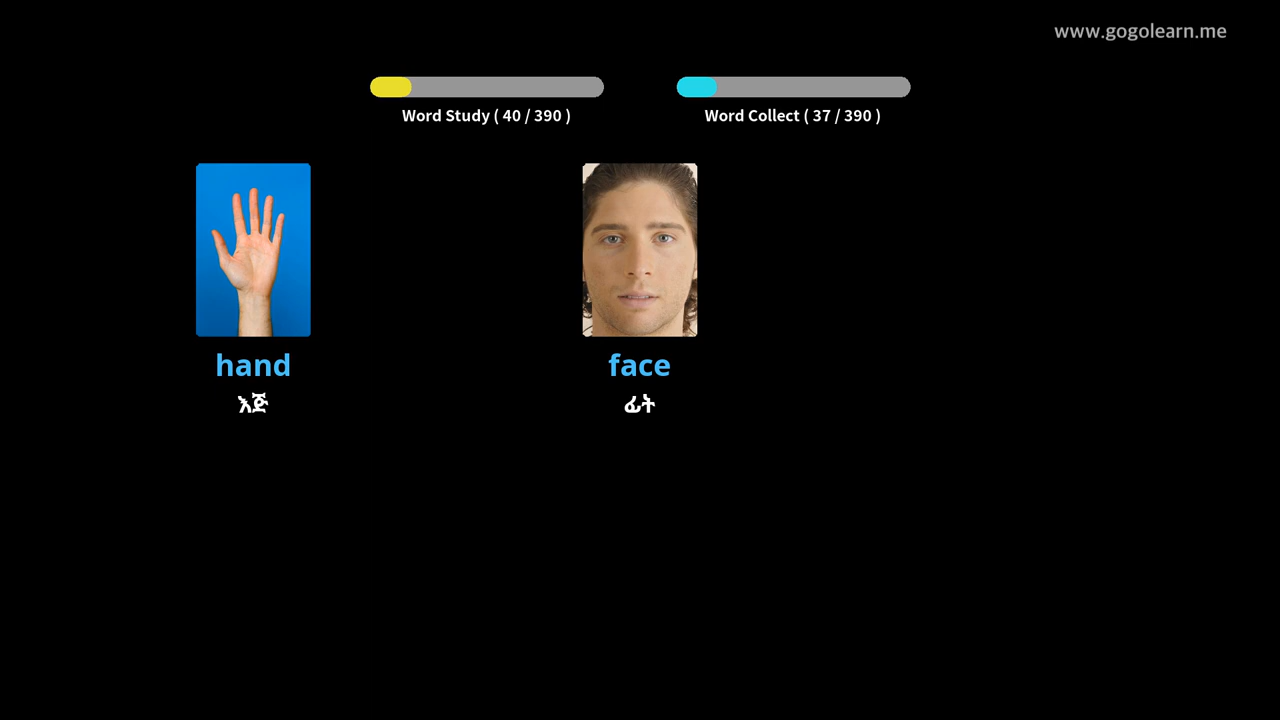 www.gogolearn.me
Word Study ( 40 / 390 )
Word Collect ( 37 / 390 )
hand
እጅ
face
ፊት